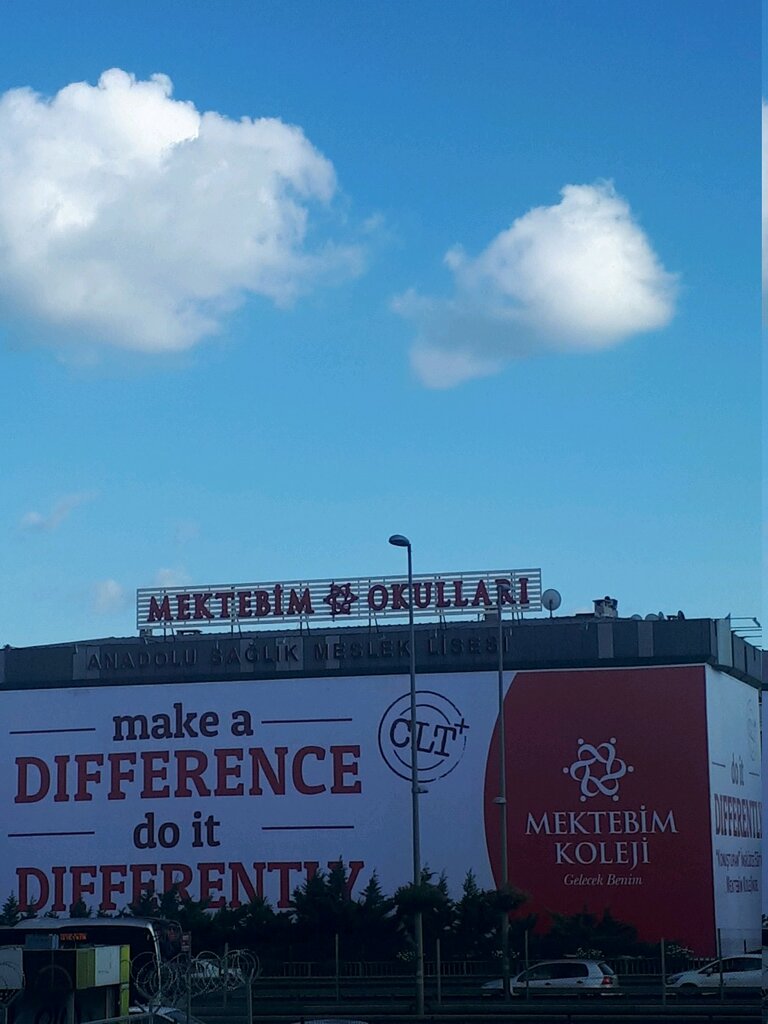 MEKTEBİM OKULLARI
ANADOLU SAĞLIK MESLEK LİSESİ
make a
DIFFERENCE
do it
DIFFERENTLY
CLT+
MEKTEBİM
KOLEJİ
Gelecek Benim
do it
DIFFERENTLY